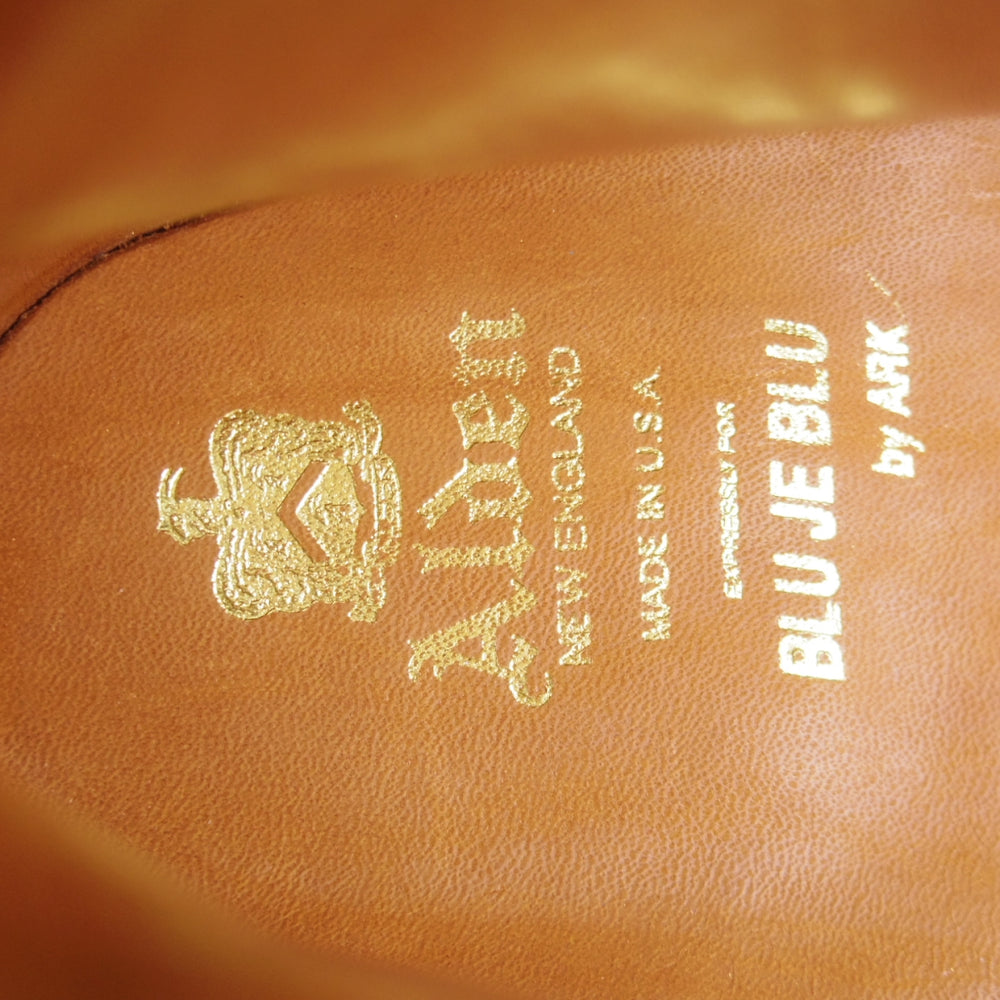 Alden
NEW ENGLAND
MADE IN U.S.A.
EXPRESSLY FOR
BLU JE BLU
by ARK